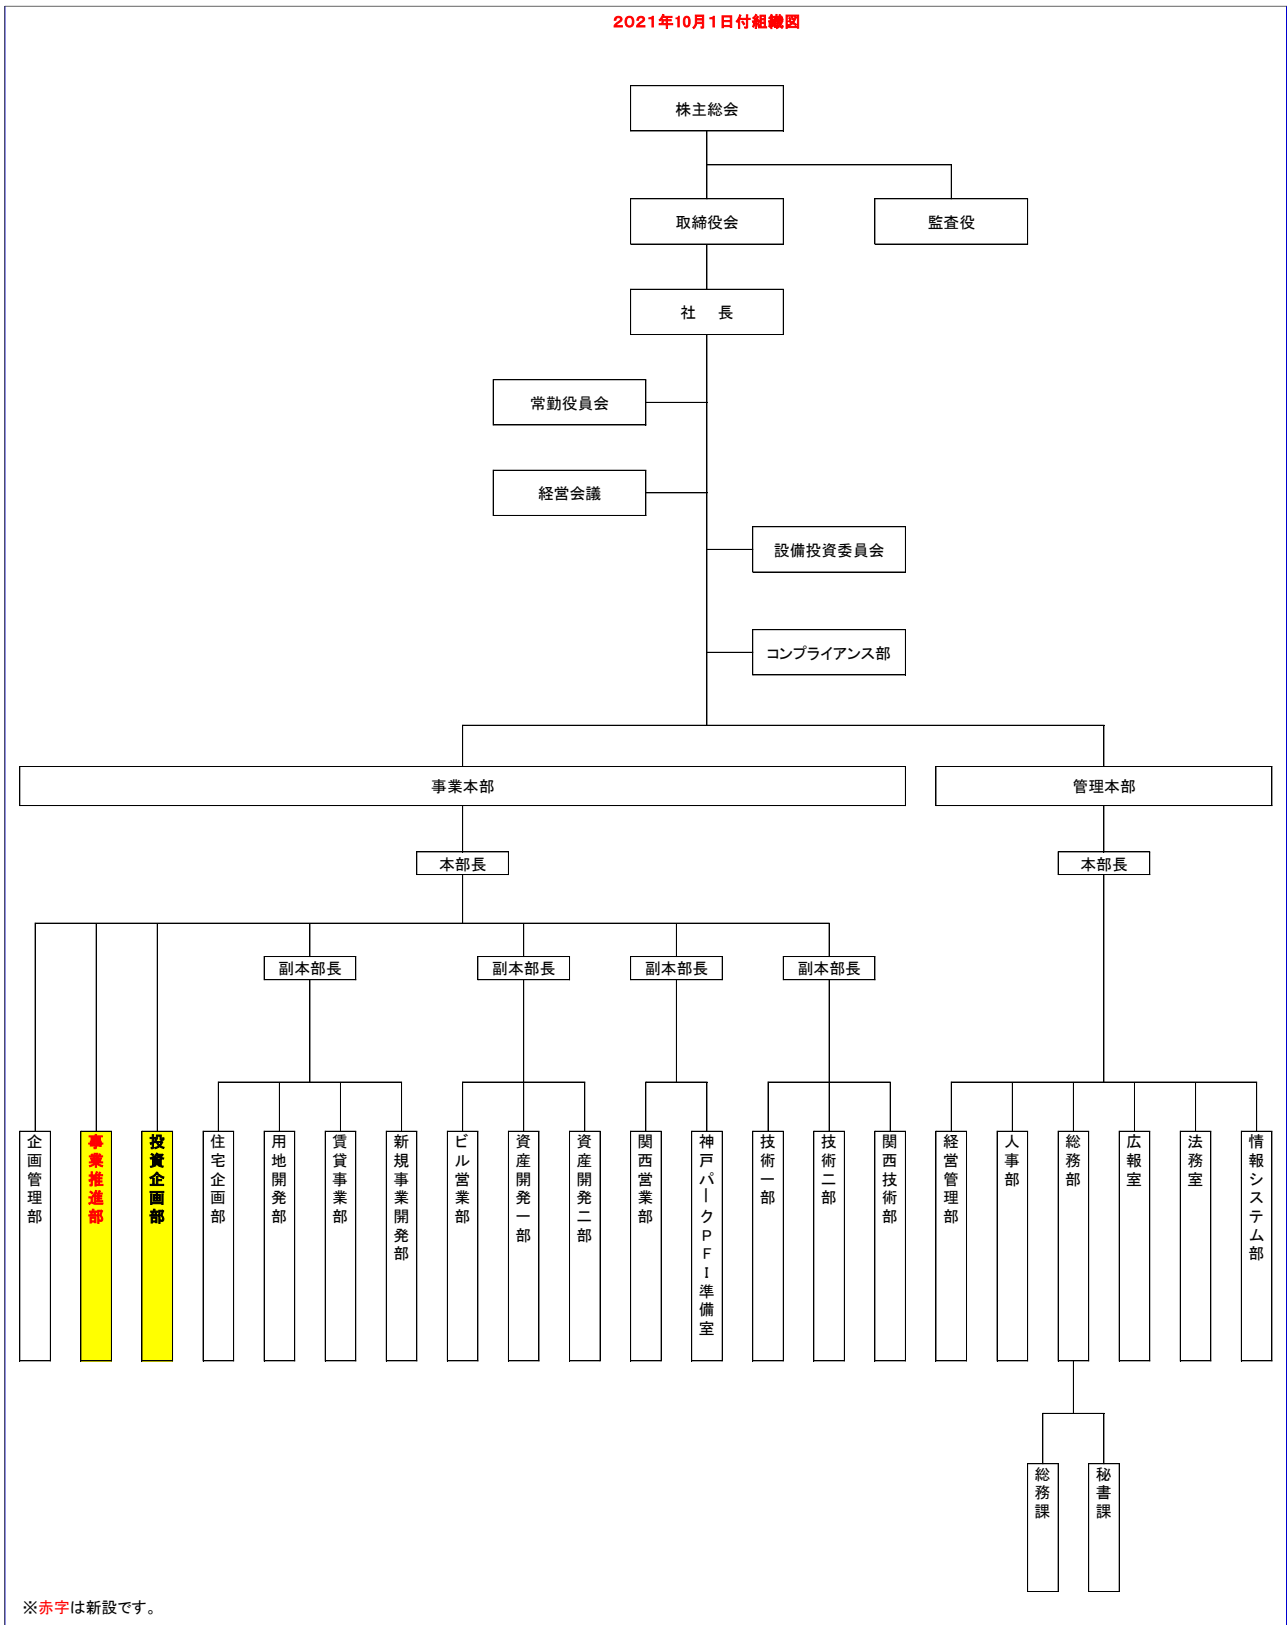 2021年10月1日付組織図
株主総会
取締役会
監査役
社 長
常勤役員会
経営会議
設備投資委員会
コンプライアンス部
事業本部
管理本部
本部長
本部長
副本部長
副本部長
副本部長
副本部長
企画管理部
事業推進部
投資企画部
住宅企画部
用地開発部
賃貸事業部
新規事業開発部
ビル営業部
資産開発一部
資産開発二部
関西営業部
神戸パークPFI準備室
技術一部
技術二部
関西技術部
経営管理部
人事部
総務部
広報室
法務室
情報システム部
総務課
秘書課
※赤字は新設です。